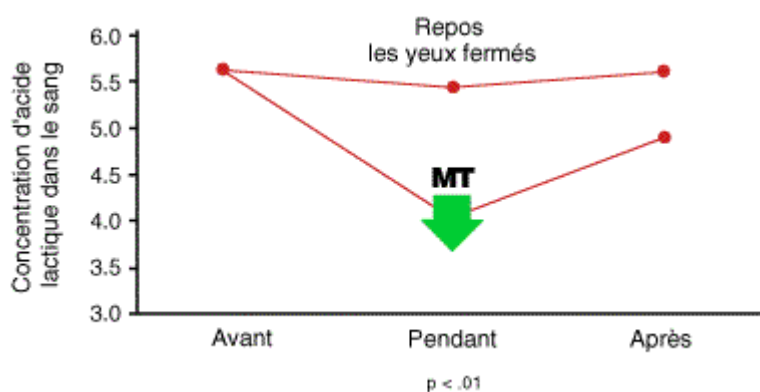 Concentration d'acide
lactique dans le sang
6.0
5.5
5.0
4.5
4.0
3.5
3.0
Repos
les yeux fermés
MT
Avant
Pendant
Après
p < .01